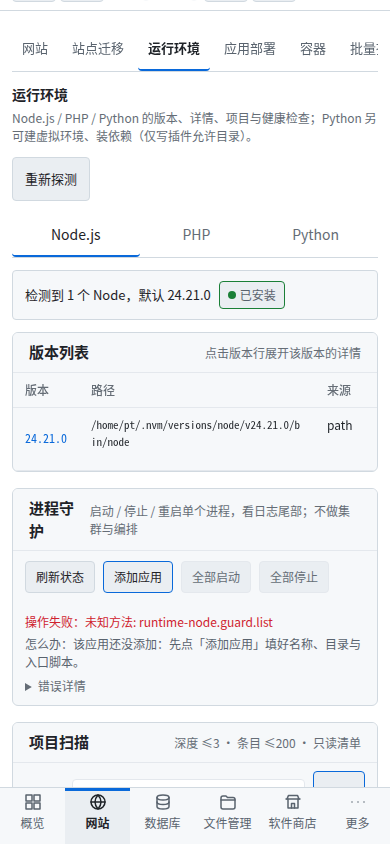 网站 站点迁移 运行环境 应用部署 容器
运行环境
Node.js / PHP / Python 的版本、详情、项目与健康检查；Python 另
可建虚拟环境、装依赖（仅写插件允许目录）。
重新探测
Node.js PHP Python
检测到 1 个 Node，默认 24.21.0 已安装
版本列表 点击版本行展开该版本的详情
版本 路径 来源
24.21.0 /home/pt/.nvm/versions/node/v24.21.0/b path
in/node
进程守 启动 / 停止 / 重启单个进程，看日志尾部；不做集
护 群与编排
刷新状态 添加应用 全部启动 全部停止
操作失败：未知方法: runtime-node.guard.list
怎么办：该应用还没添加：先点「添加应用」填好名称、目录与
入口脚本。
错误详情
项目扫描 深度 ≤3 · 条目 ≤200 · 只读清单
概览 网站 数据库 文件管理 软件商店 更多